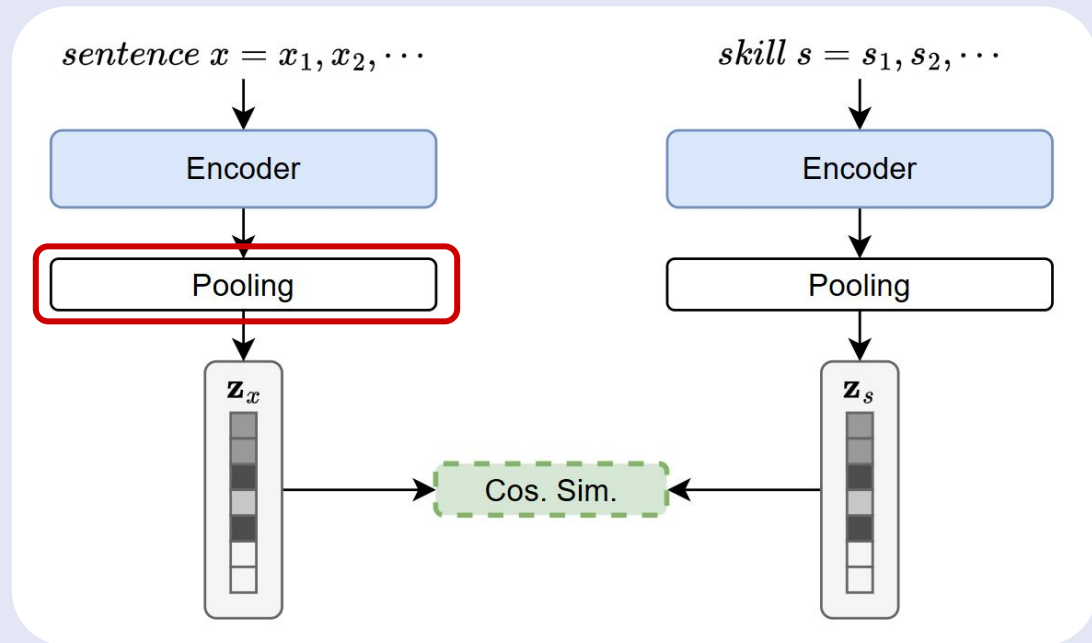 sentence x = x₁, x₂, ⋯
skill s = s₁, s₂, ⋯
Encoder
Encoder
Pooling
Pooling
zₓ
zₛ
Cos. Sim.